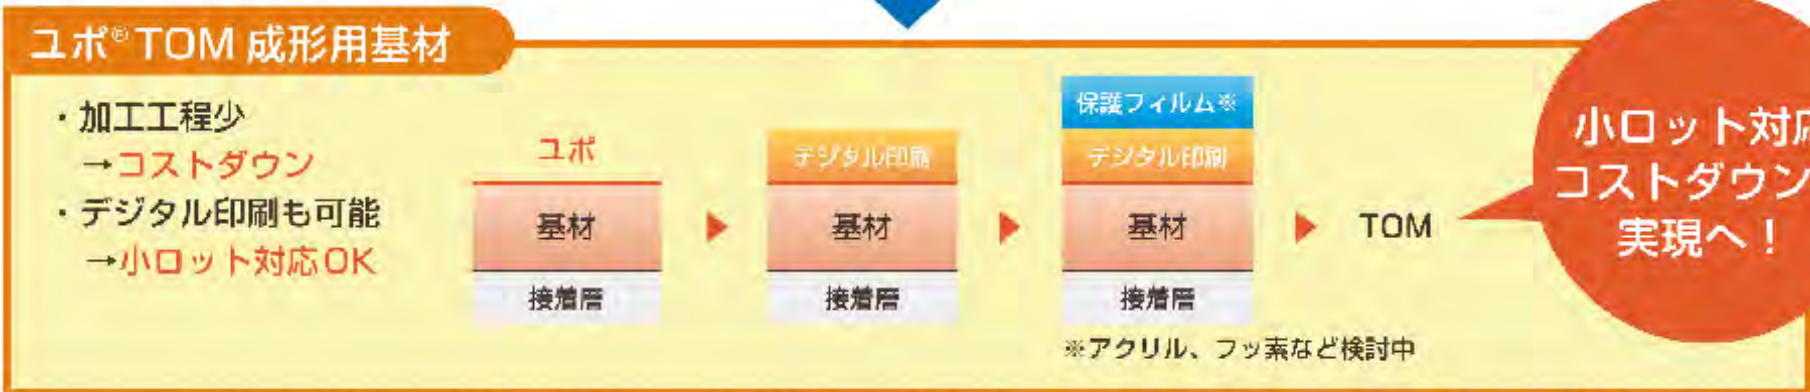 ユポ® TOM 成形用基材
・加工工程少
→コストダウン
・デジタル印刷も可能
→小ロット対応OK
ユポ
基材
接着層
デジタル印刷
基材
接着層
保護フィルム※
デジタル印刷
基材
接着層
※アクリル、フッ素など検討中
TOM
小ロット対応
コストダウン
実現へ！